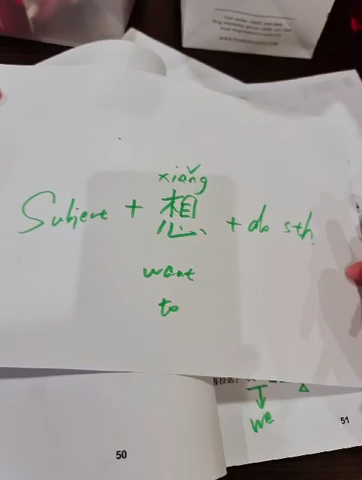 xiǎng
Subject + 想 + do sth
want
to
we
50
51